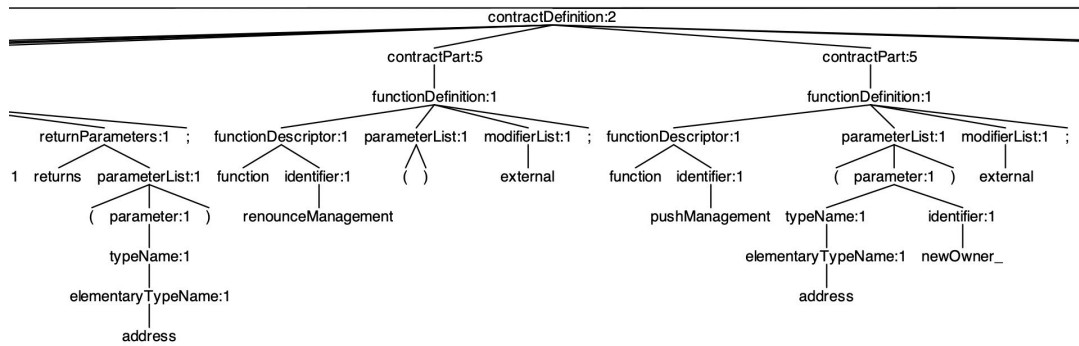 contractDefinition:2
contractPart:5 contractPart:5
functionDefinition:1 functionDefinition:1
returnParameters:1 ; functionDescriptor:1 parameterList:1 modifierList:1 ; functionDescriptor:1 parameterList:1 modifierList:1 ;
1 returns parameterList:1 function identifier:1 ( ) external function identifier:1 ( parameter:1 ) external
( parameter:1 ) renounceManagement pushManagement typeName:1 identifier:1
typeName:1 elementaryTypeName:1 newOwner_
elementaryTypeName:1 address
address